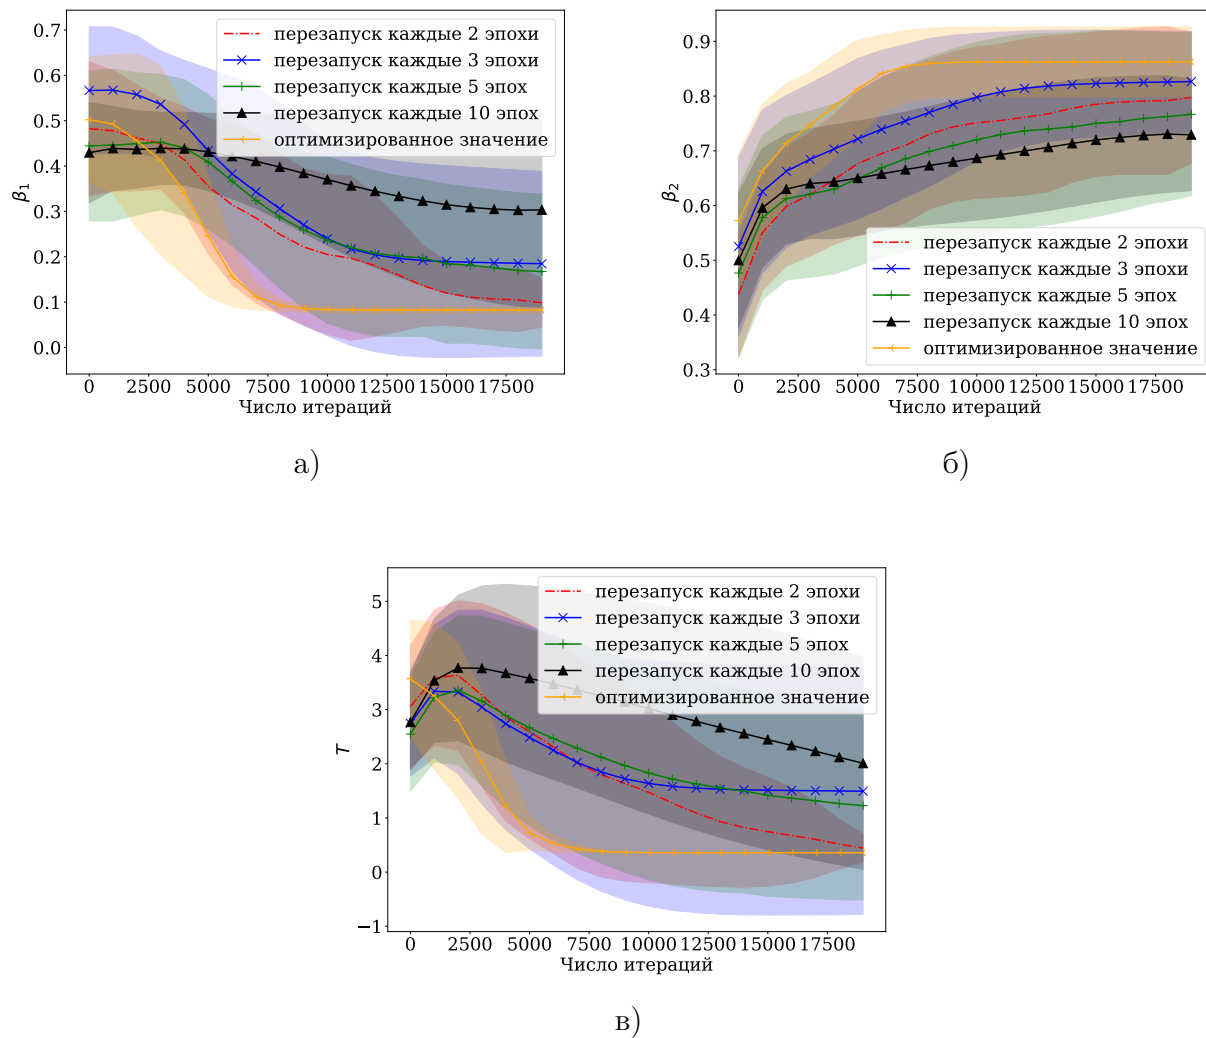 0.7
0.6
0.5
0.4
0.3
0.2
0.1
0.0
β₁
перезапуск каждые 2 эпохи
перезапуск каждые 3 эпохи
перезапуск каждые 5 эпох
перезапуск каждые 10 эпох
оптимизированное значение
0 2500 5000 7500 10000 12500 15000 17500
Число итераций
а)
0.9
0.8
0.7
0.6
0.5
0.4
0.3
β₂
перезапуск каждые 2 эпохи
перезапуск каждые 3 эпохи
перезапуск каждые 5 эпох
перезапуск каждые 10 эпох
оптимизированное значение
0 2500 5000 7500 10000 12500 15000 17500
Число итераций
б)
5
4
3
2
1
0
−1
T
перезапуск каждые 2 эпохи
перезапуск каждые 3 эпохи
перезапуск каждые 5 эпох
перезапуск каждые 10 эпох
оптимизированное значение
0 2500 5000 7500 10000 12500 15000 17500
Число итераций
в)